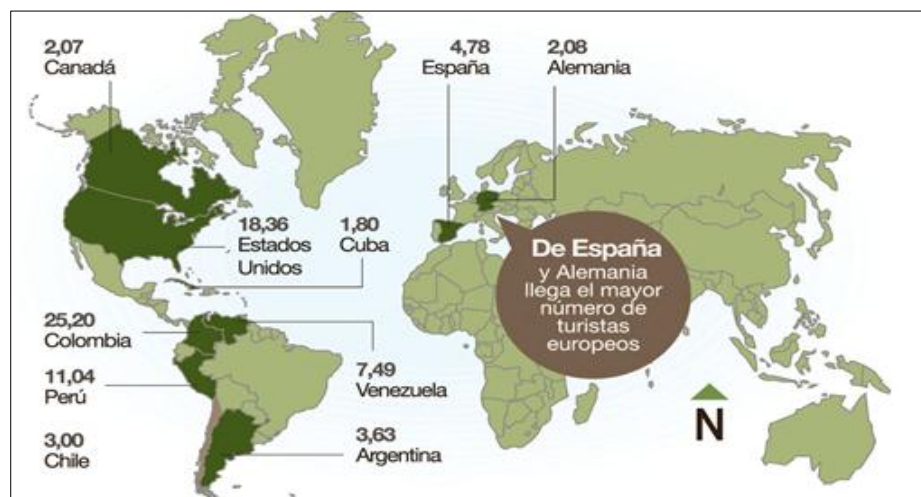 2,07
Canadá
4,78
España
2,08
Alemania
18,36
Estados
Unidos
1,80
Cuba
De España
y Alemania
llega el mayor
número de
turistas
europeos
25,20
Colombia
7,49
Venezuela
11,04
Perú
3,00
Chile
3,63
Argentina
N